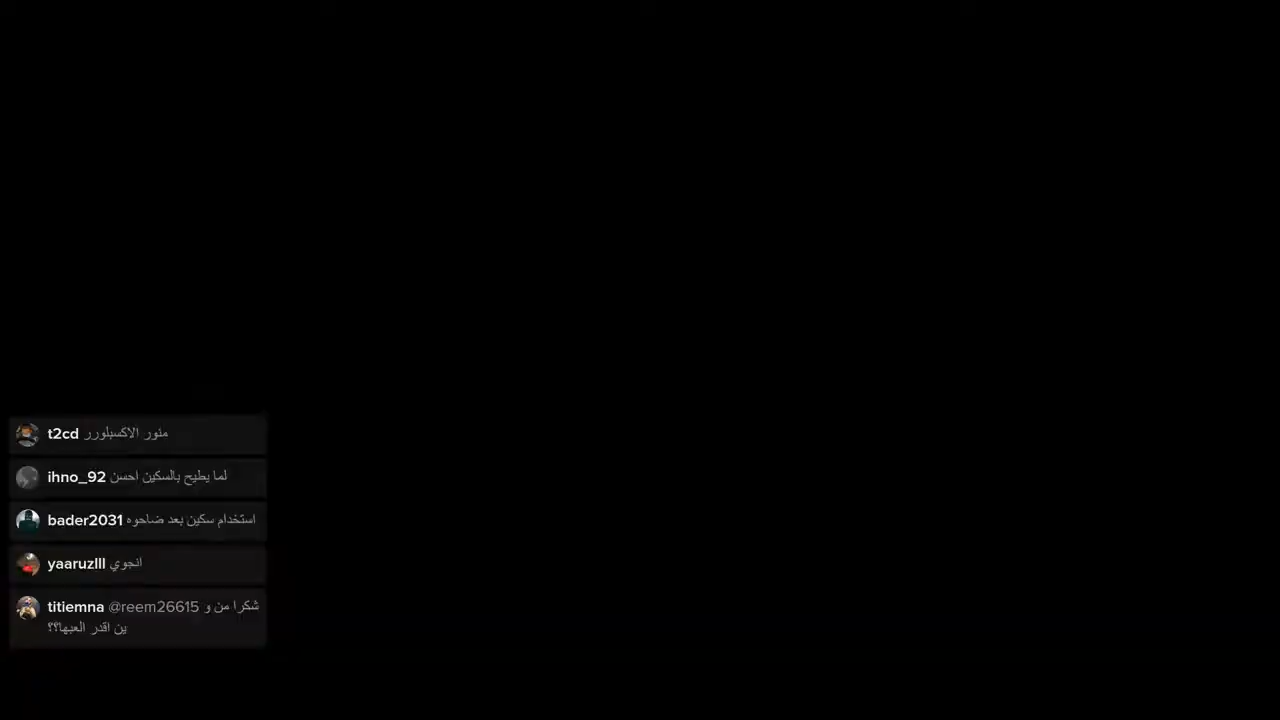 t2cd منور الاكسبلورر
ihno_92 لما يطيح بالسكين احسن
bader2031 استخدام سكين بعد ضاحوه
yaaruzlll انجوي
titiemna @reem26615 شكرا من و
ين اقدر العبها؟؟